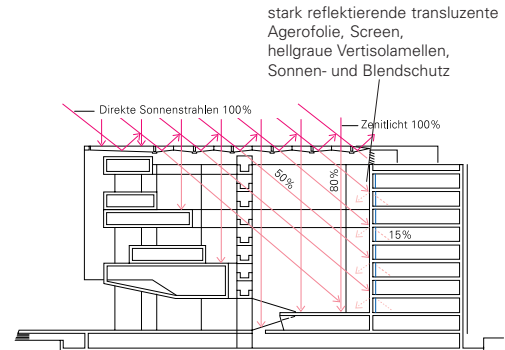 stark reflektierende transluzente
Agerofolie, Screen,
hellgraue Vertisolamellen,
Sonnen- und Blendschutz
Direkte Sonnenstrahlen 100%
Zenitlicht 100%
50%
80%
15%